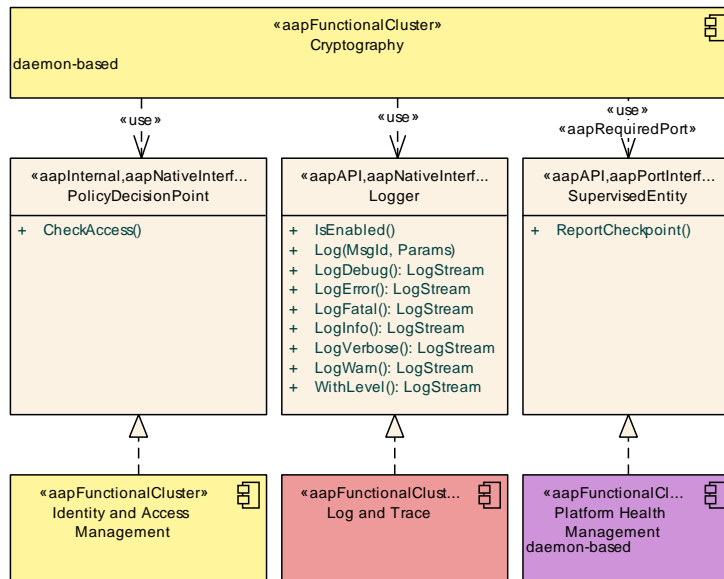 «aapFunctionalCluster»
Cryptography
daemon-based
«use»
«use»
«use»
«aapRequiredPort»
«aapInternal,aapNativeInterf...
PolicyDecisionPoint
+ CheckAccess()
«aapAPI,aapNativeInterf...
Logger
+ IsEnabled()
+ Log(MsgId, Params)
+ LogDebug(): LogStream
+ LogError(): LogStream
+ LogFatal(): LogStream
+ LogInfo(): LogStream
+ LogVerbose(): LogStream
+ LogWarn(): LogStream
+ WithLevel(): LogStream
«aapAPI,aapPortInterf...
SupervisedEntity
+ ReportCheckpoint()
«aapFunctionalCluster»
Identity and Access
Management
«aapFunctionalClust...
Log and Trace
«aapFunctionalCl...
Platform Health
Management
daemon-based